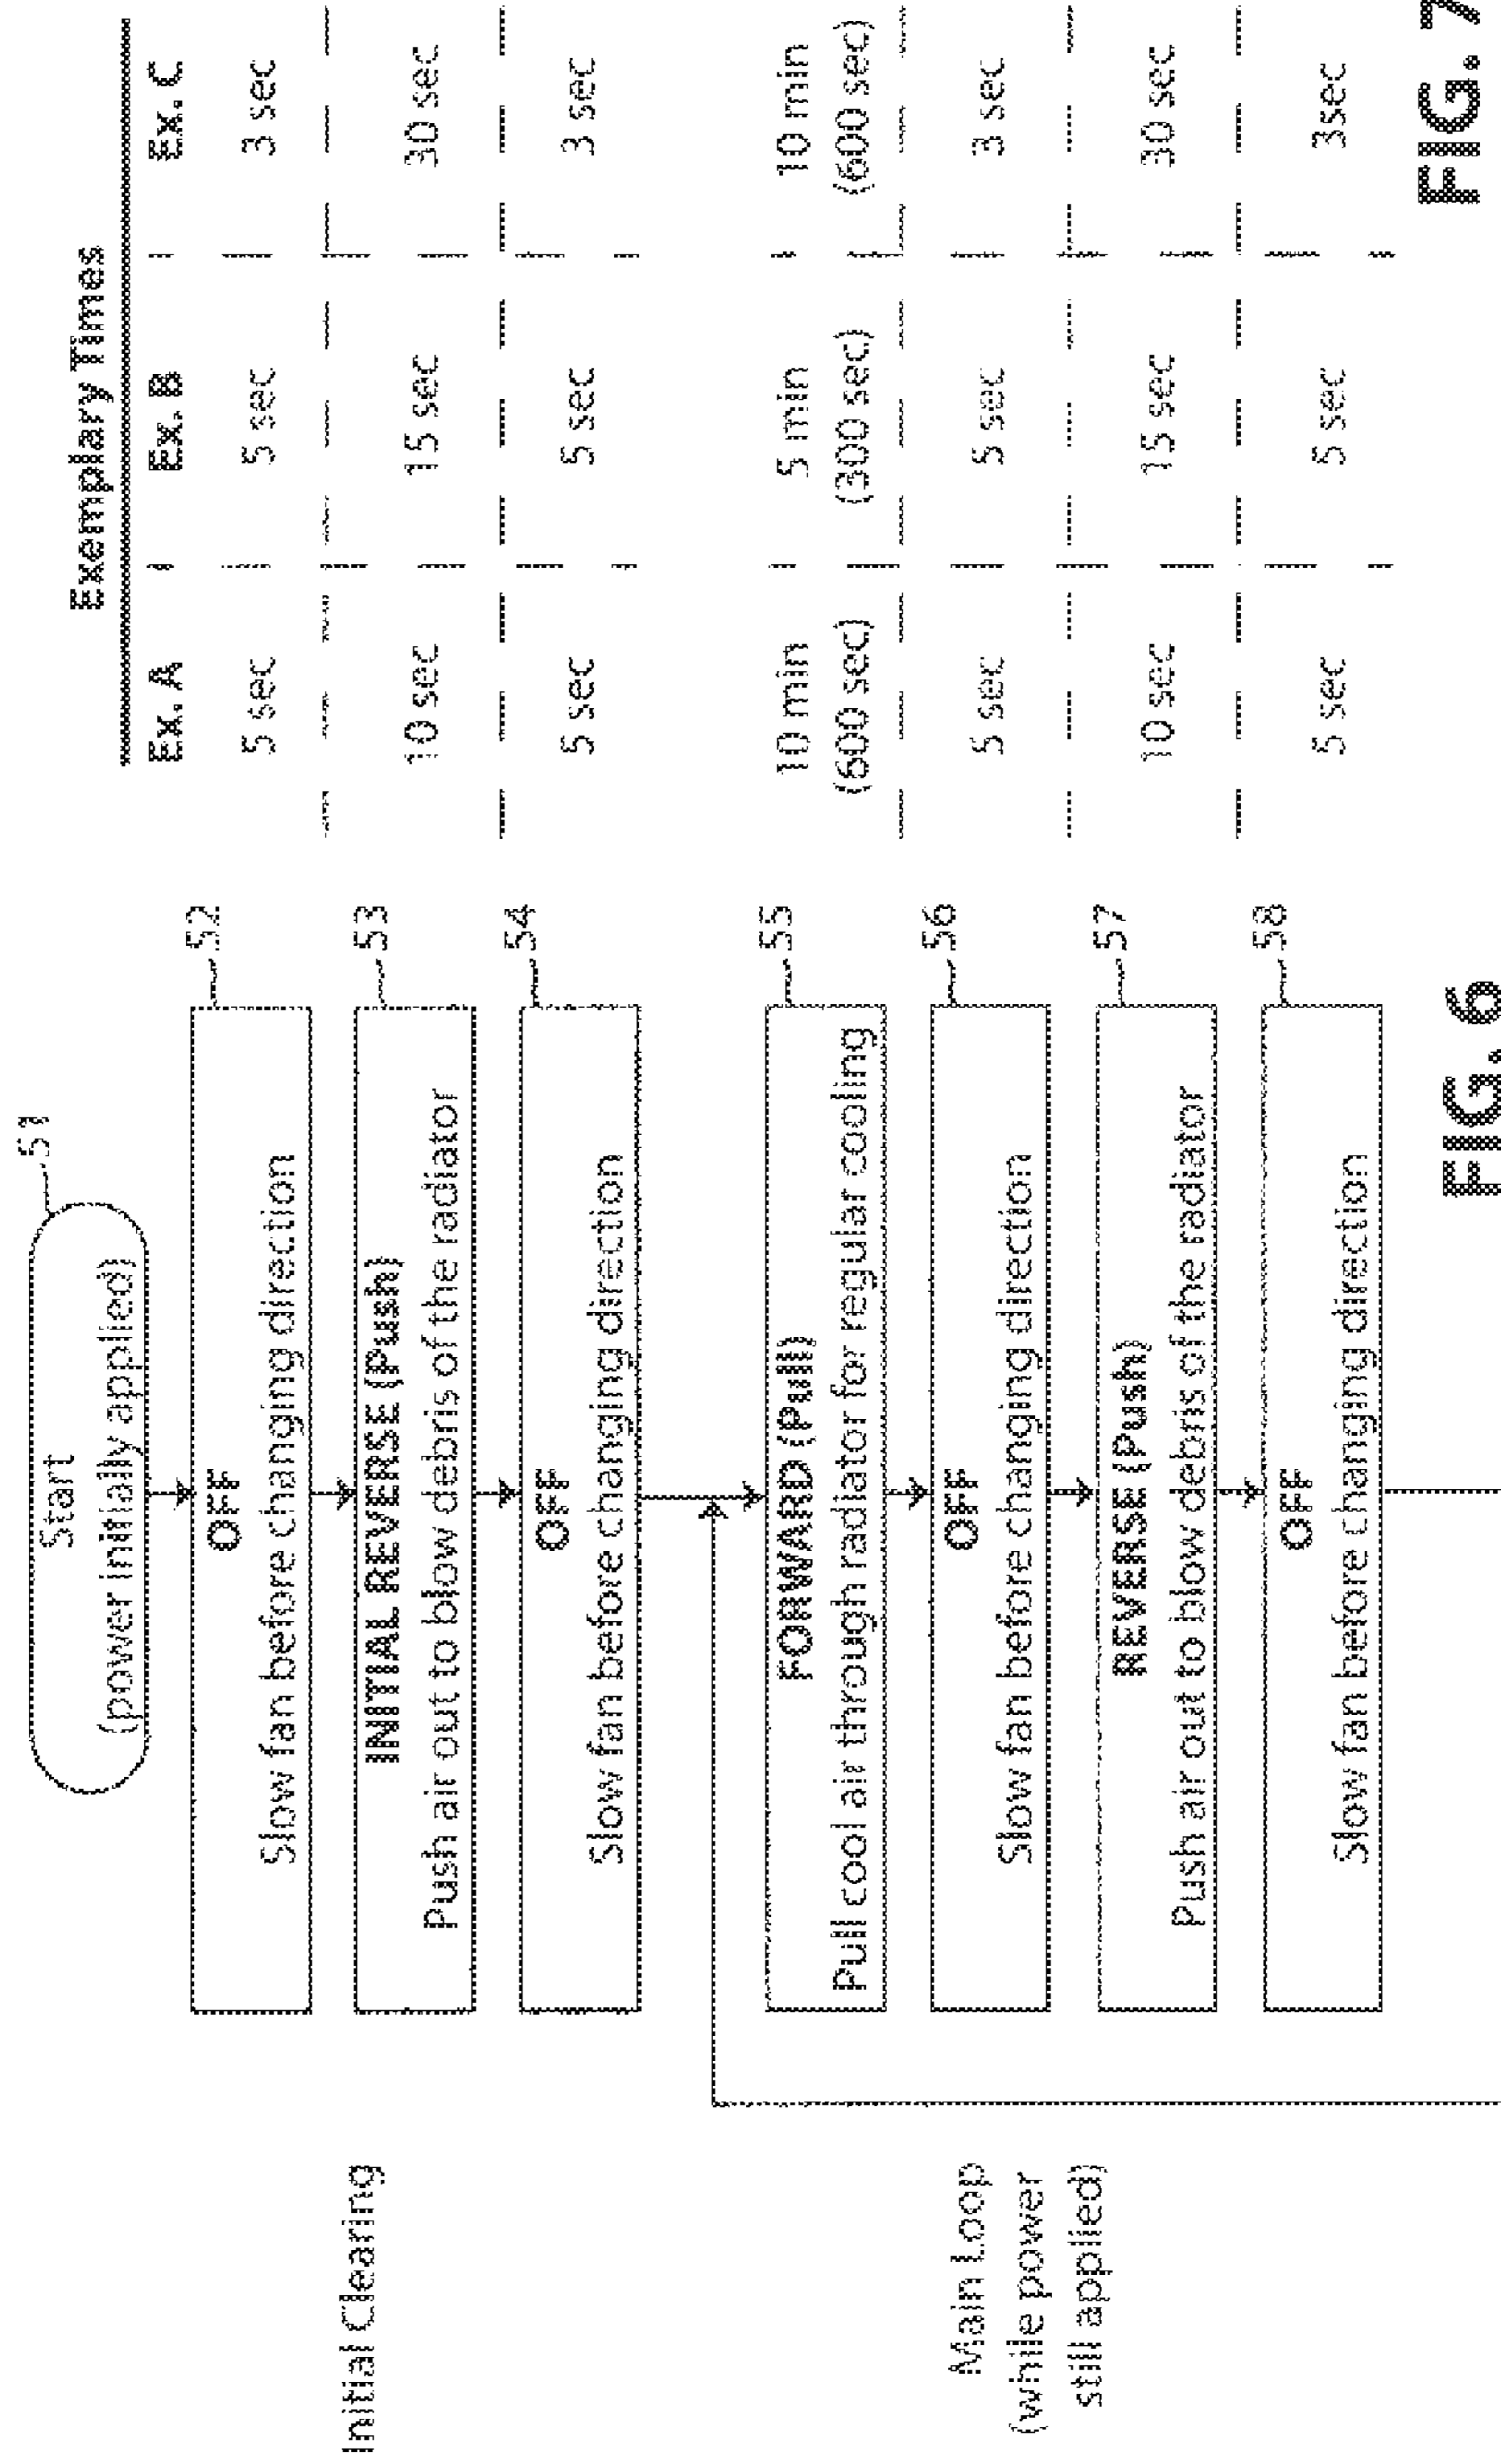 Start
(power initially applied)
51
Initial Clearing
OFF
Slow fan before changing direction
52
INITIAL REVERSE (Push)
Push air out to blow debris of the radiator
53
OFF
Slow fan before changing direction
54
Main Loop
(while power
still applied)
FORWARD (Pull)
Pull cool air through radiator for regular cooling
55
OFF
Slow fan before changing direction
56
REVERSE (Push)
Push air out to blow debris of the radiator
57
OFF
Slow fan before changing direction
58
FIG. 6
Exemplary Times
Ex. A Ex. B Ex. C
5 sec 5 sec 3 sec
10 sec 15 sec 30 sec
5 sec 5 sec 3 sec
10 min 5 min 10 min
(600 sec) (300 sec) (600 sec)
5 sec 5 sec 3 sec
10 sec 15 sec 30 sec
5 sec 5 sec 3sec
FIG. 7